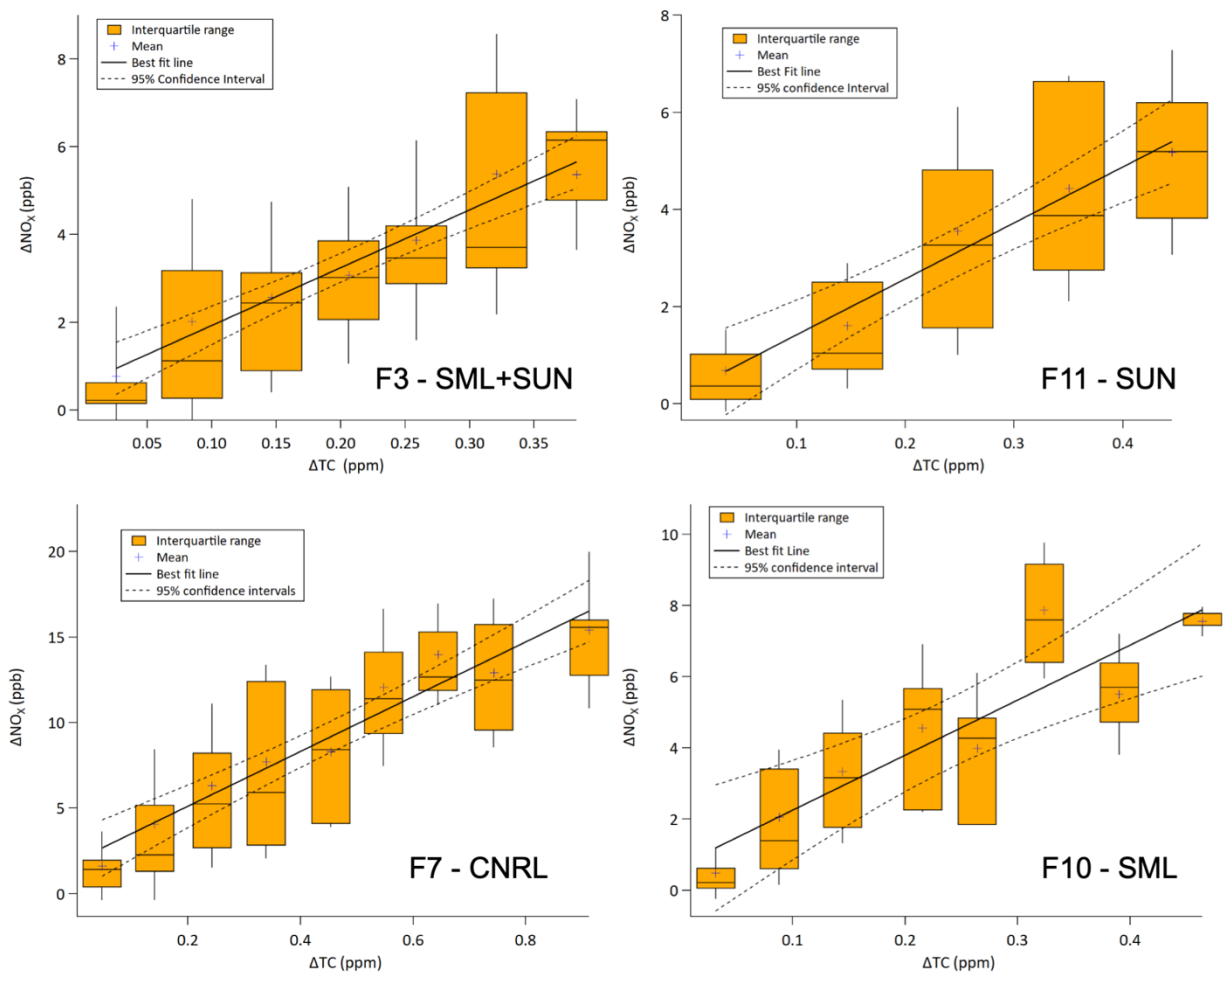 Interquartile range
Mean
Best fit line
95% Confidence Interval
8
6
4
2
0
ΔNOX (ppb)
F3 - SML+SUN
0.05 0.10 0.15 0.20 0.25 0.30 0.35
ΔTC (ppm)
Interquartile range
Mean
Best Fit line
95% confidence Interval
8
6
4
2
0
ΔNOX (ppb)
F11 - SUN
0.1 0.2 0.3 0.4
ΔTC (ppm)
Interquartile range
Mean
Best fit line
95% confidence intervals
20
15
10
5
0
ΔNOX (ppb)
F7 - CNRL
0.2 0.4 0.6 0.8
ΔTC (ppm)
Interquartile range
Mean
Best fit Line
95% confidence interval
10
8
6
4
2
0
ΔNOX (ppb)
F10 - SML
0.1 0.2 0.3 0.4
ΔTC (ppm)